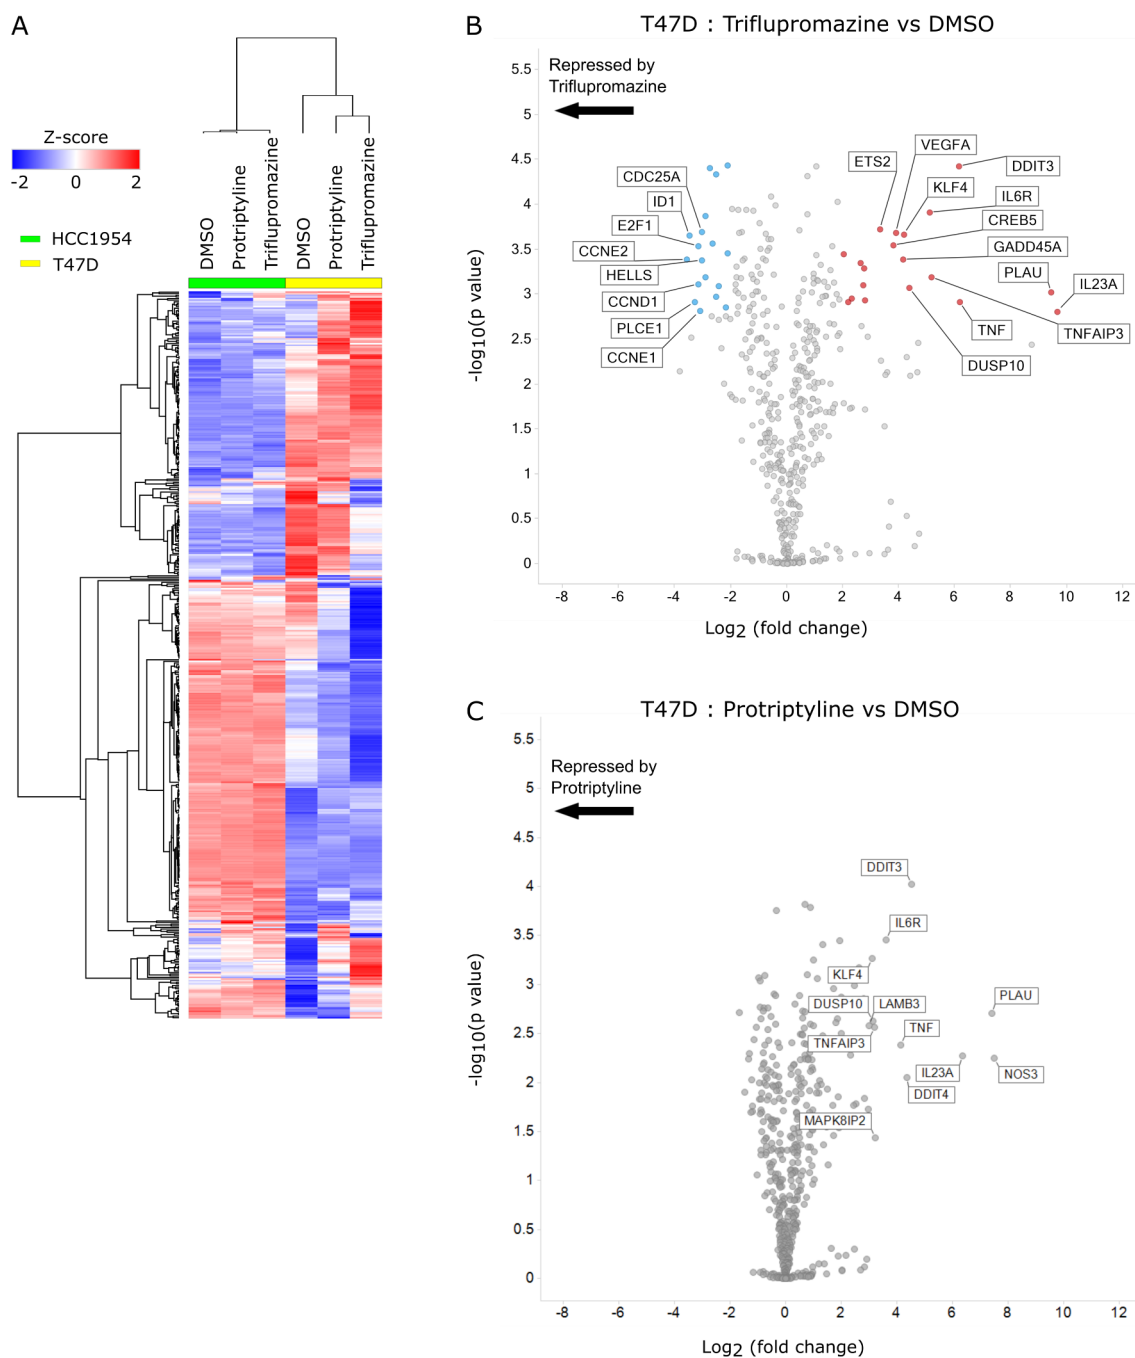 A
Z-score
-2 0 2
HCC1954
T47D
DMSO
Protriptyline
Triflupromazine
DMSO
Protriptyline
Triflupromazine
B
T47D : Triflupromazine vs DMSO
Repressed by
Triflupromazine
5.5
5
4.5
4
3.5
3
2.5
2
1.5
1
0.5
0
-log10(p value)
CDC25A
ID1
E2F1
CCNE2
HELLS
CCND1
PLCE1
CCNE1
ETS2
VEGFA
DDIT3
KLF4
IL6R
CREB5
GADD45A
PLAU
IL23A
TNFAIP3
TNF
DUSP10
-8 -6 -4 -2 0 2 4 6 8 10 12
Log2 (fold change)
C
T47D : Protriptyline vs DMSO
Repressed by
Protriptyline
5.5
5
4.5
4
3.5
3
2.5
2
1.5
1
0.5
0
-log10(p value)
DDIT3
IL6R
KLF4
DUSP10
LAMB3
PLAU
TNFAIP3
TNF
IL23A
NOS3
DDIT4
MAPK8IP2
-8 -6 -4 -2 0 2 4 6 8 10 12
Log2 (fold change)